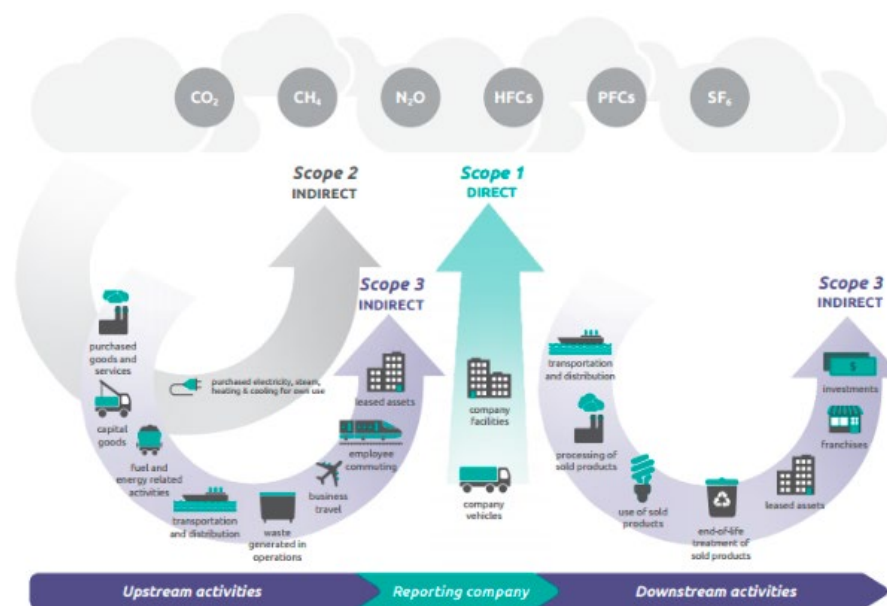 CO₂
CH₄
N₂O
HFCs
PFCs
SF₆
Scope 2
INDIRECT
Scope 1
DIRECT
Scope 3
INDIRECT
Scope 3
INDIRECT
purchased
goods and
services
capital
goods
fuel and
energy related
activities
transportation
and distribution
waste
generated in
operations
business
travel
employee
commuting
leased assets
purchased electricity, steam,
heating & cooling for own use
company
facilities
company
vehicles
transportation
and distribution
processing of
sold products
use of sold
products
end-of-life
treatment of
sold products
leased assets
franchises
$
investments
Upstream activities
Reporting company
Downstream activities